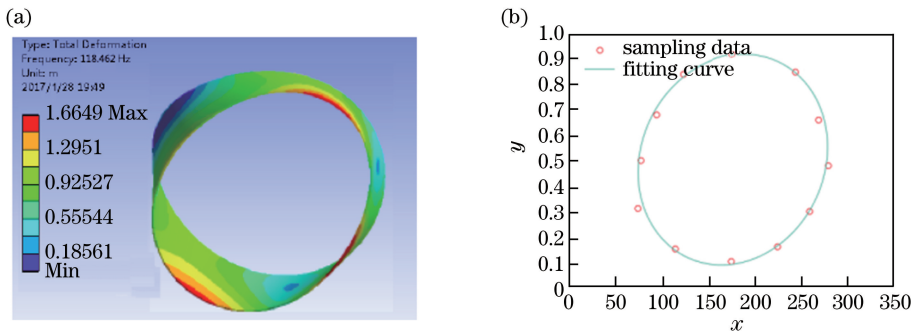 (a)
Type: Total Deformation
Frequency: 118.462 Hz
Unit: m
2017/1/28 19:49
1.6649 Max
1.2951
0.92527
0.55544
0.18561
Min
(b)
1.0
0.9
0.8
0.7
0.6
0.5
0.4
0.3
0.2
0.1
0
y
sampling data
fitting curve
0 50 100 150 200 250 300 350
x